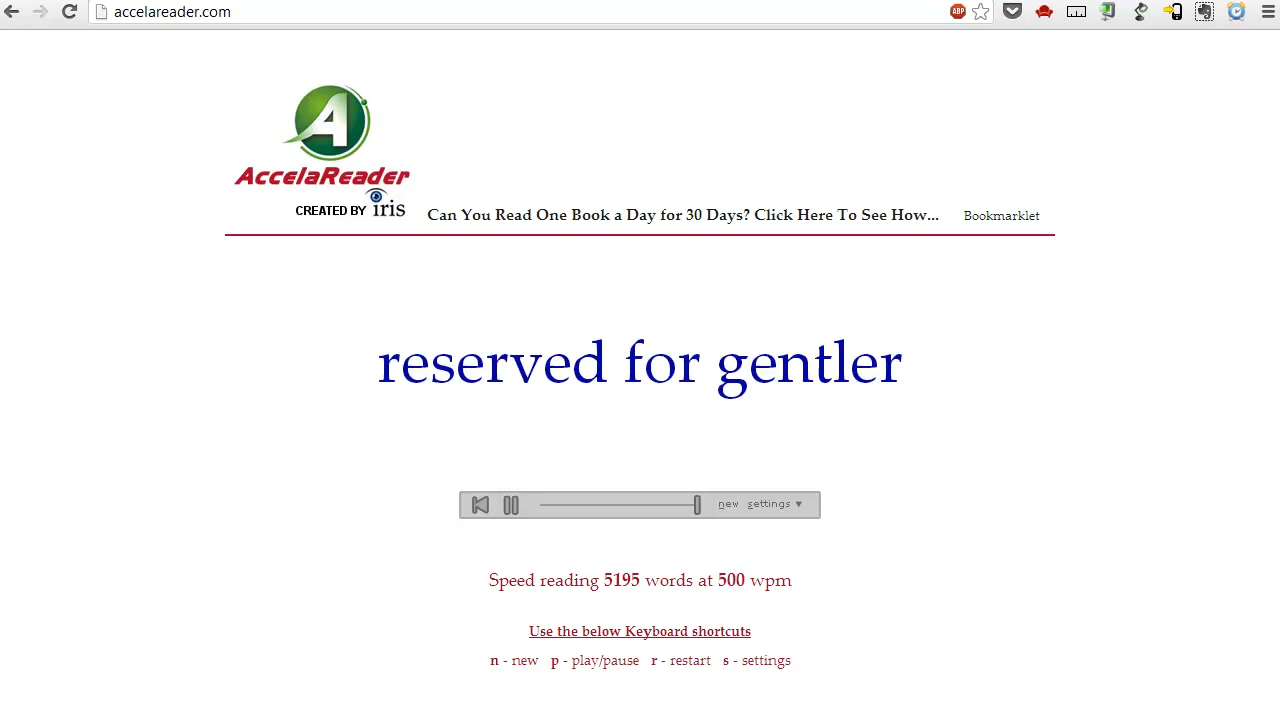 accelareader.com
ABP
A
AccelaReader
CREATED BY iris
Can You Read One Book a Day for 30 Days? Click Here To See How... Bookmarklet
reserved for gentler
new settings ▼
Speed reading 5195 words at 500 wpm
Use the below Keyboard shortcuts
n - new p - play/pause r - restart s - settings